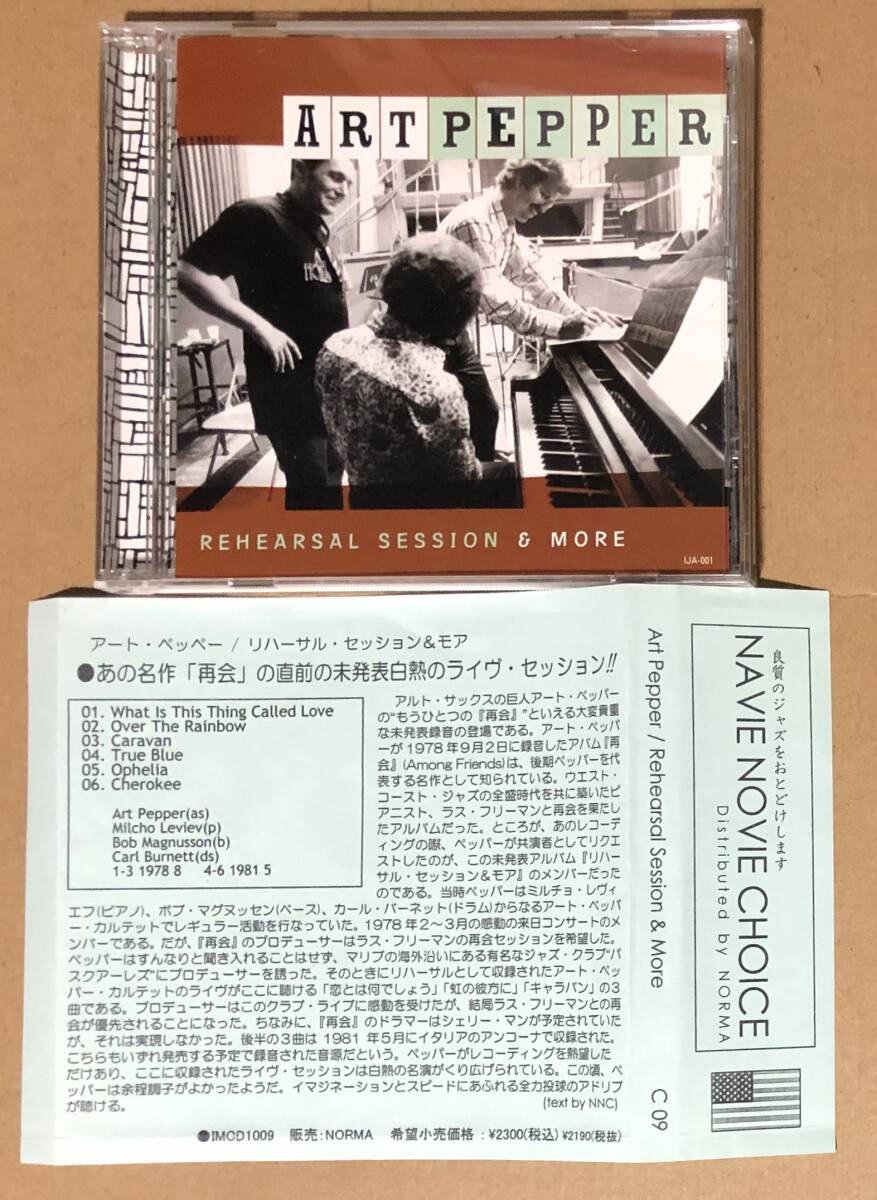 ART PEPPER
REHEARSAL SESSION & MORE
IJA-001
アート・ペッペー / リハーサル・セッション&モア
●あの名作「再会」の直前の未発表白熱のライヴ・セッション!!
01. What Is This Thing Called Love
02. Over The Rainbow
03. Caravan
04. True Blue
05. Ophelia
06. Cherokee
Art Pepper(as)
Milcho Leviev(p)
Bob Magnusson(b)
Carl Burnett(ds)
1-3 1978 8 4-6 1981 5
アルト・サックスの巨人アート・ペッパー
の“もうひとつの『再会』”といえる大変貴重
な未発表録音の登場である。アート・ペッパ
ーが1978年9月2日に録音したアバム『再
会』(Among Friends)は、後期ペッパーを代
表する名作として知られている。ウエスト・
コースト・ジャズの全盛時代を共に築いたピ
アニスト、ラス・フリーマンと再会を果たし
たアルバムだった。ところが、あのレコーデ
ィングの際、ペッパーが共演者としてリクエ
ストしたのが、この未発表アルバム『リハー
サル・セッション&モア』のメンバーだった
のである。当時ペッパーはミルチョ・レヴィ
エフ(ピアノ)、ボブ・マグヌッセン(ベース)、カール・バーネット(ドラム)からなるアート・ペッパ
ー・カルテットでレギュラー活動を行なっていた。1978年2~3月の感動の来日コンサートのメ
ンバーである。だが、『再会』のプロデューサーはラス・フリーマンの再会セッションを希望した。
ペッパーはすんなりと聞き入れることはせず、マリブの海外沿いにある有名なジャズ・クラブ“パ
スクアーレズ”にプロデューサーを誘った。そのときにリハーサルとして収録されたアート・ペッ
パー・カルテットのライヴがここに聴ける「恋とは何でしょう」「虹の彼方に」「キャラバン」の3
曲である。プロデューサーはこのクラブ・ライブに感動を受けたが、結局ラス・フリーマンとの再
会が優先されることになった。ちなみに、『再会』のドラマーはシェリー・マンが予定されていた
が、それは実現しなかった。後半の3曲は1981年5月にイタリアのアンコーナで収録された。
こちらもいずれ発売する予定で録音された音源だという。ペッパーがレコーディングを熱望した
だけあり、ここに収録されたライヴ・セッションは白熱の名演がくり広げられている。この頃、ペ
ッパーは余程調子がよかったようだ。イマジネーションとスピードにあふれる全力投球のアドリブ
が聴ける。
(text by NNC)
●IMCD1009 販売:NORMA 希望小売価格:¥2300(税込)¥2190(税抜)
Art Pepper / Rehearsal Session & More
C 09
良質のジャズをおとどけします
NAVIE NOVIE CHOICE
Distributed by NORMA